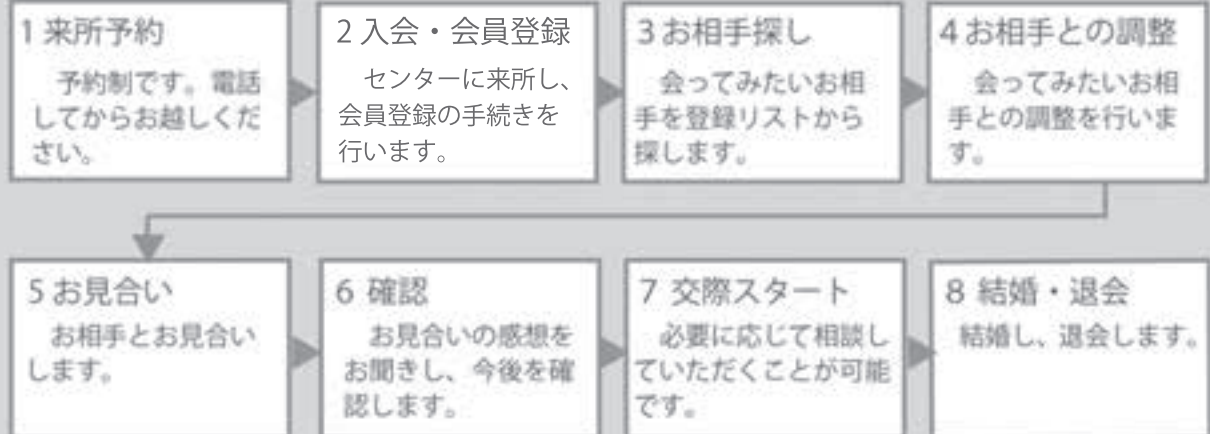 1 来所予約
予約制です。電話
してからお越しくだ
さい。
2 入会・会員登録
センターに来所し、
会員登録の手続きを
行います。
3 お相手探し
会ってみたいお相
手を登録リストから
探します。
4 お相手との調整
会ってみたいお相
手との調整を行いま
す。
5 お見合い
お相手とお見合い
します。
6 確認
お見合いの感想を
お聞きし、今後を確
認します。
7 交際スタート
必要に応じて相談し
ていただくことが可能
です。
8 結婚・退会
結婚し、退会します。